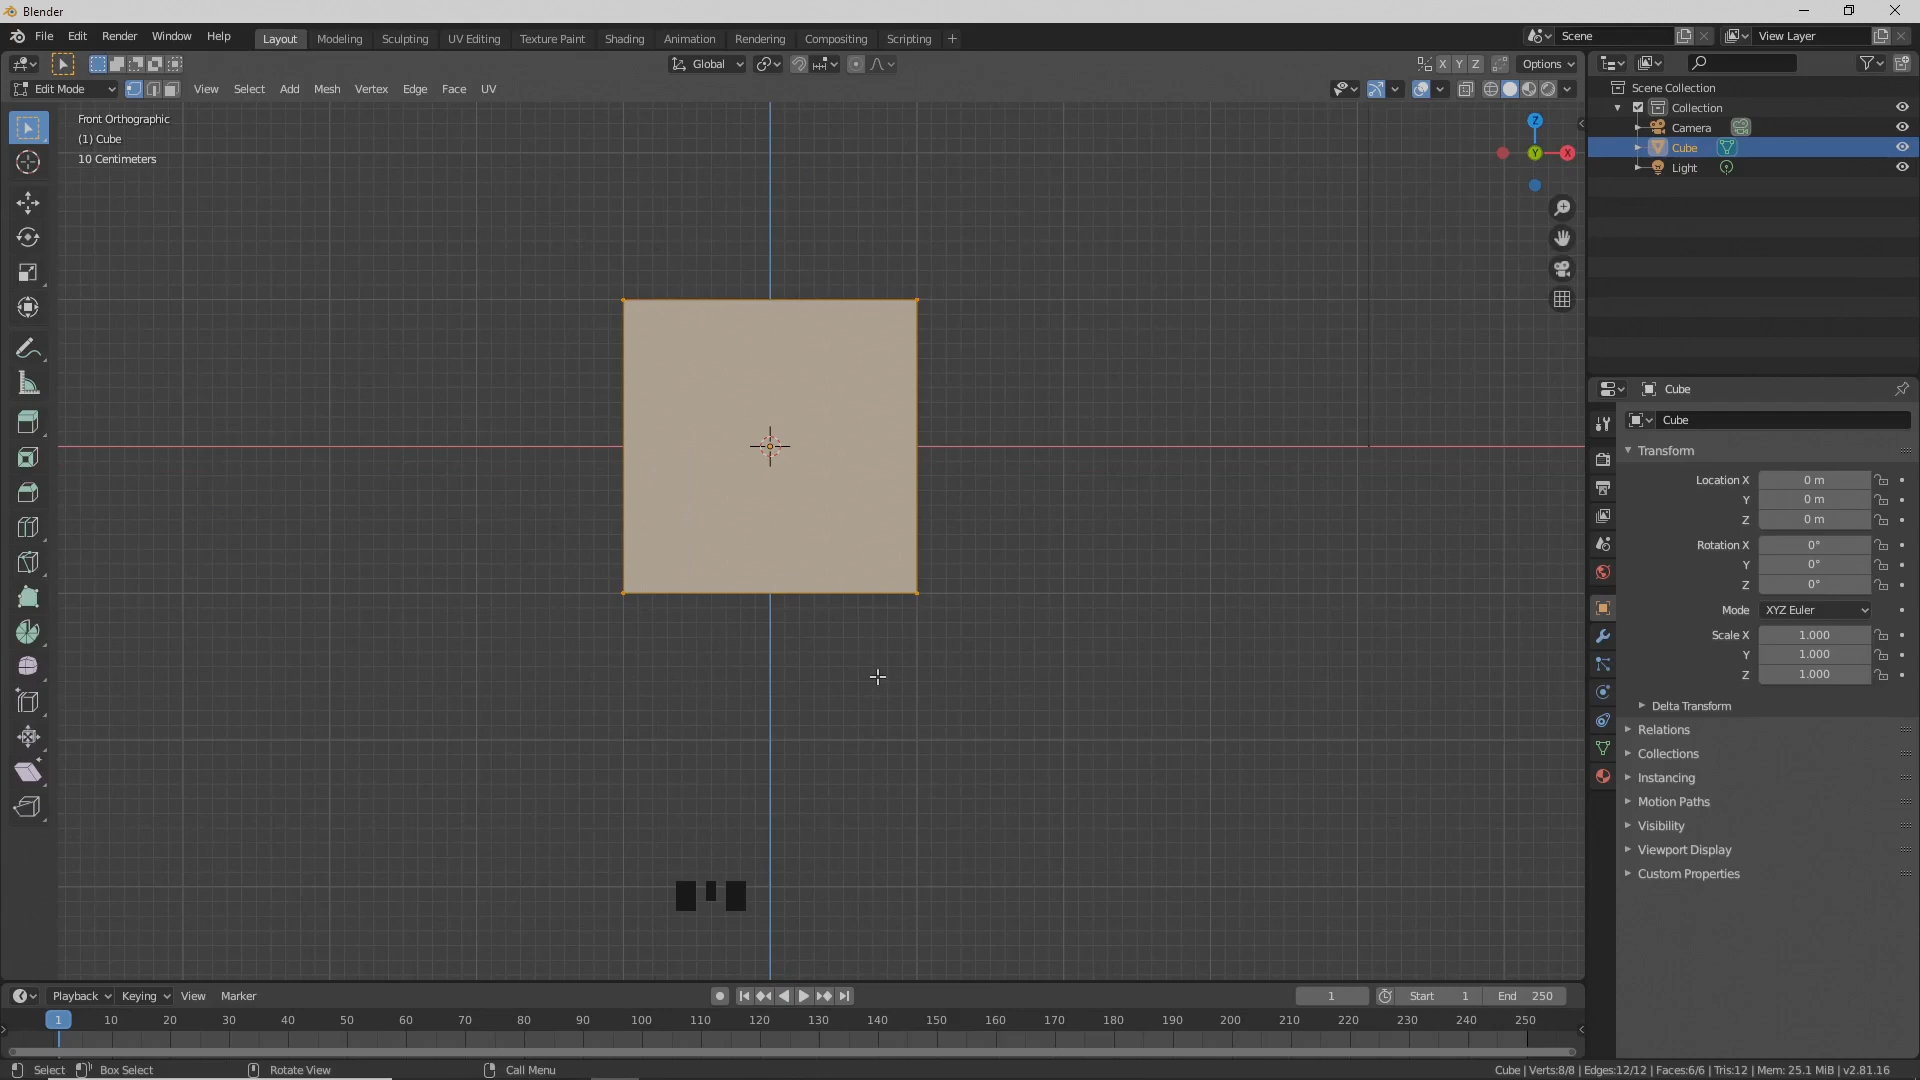 Blender
File Edit Render Window Help
Layout Modeling Sculpting UV Editing Texture Paint Shading Animation Rendering Compositing Scripting +
Scene
View Layer
Global
X Y Z
Options
Edit Mode
View Select Add Mesh Vertex Edge Face UV
Front Orthographic
(1) Cube
10 Centimeters
Z
Y
X
Scene Collection
Collection
Camera
Cube
Light
Cube
Cube
Transform
Location X 0 m
Y 0 m
Z 0 m
Rotation X 0°
Y 0°
Z 0°
Mode XYZ Euler
Scale X 1.000
Y 1.000
Z 1.000
Delta Transform
Relations
Collections
Instancing
Motion Paths
Visibility
Viewport Display
Custom Properties
Playback Keying View Marker
1
Start 1
End 250
1 10 20 30 40 50 60 70 80 90 100 110 120 130 140 150 160 170 180 190 200 210 220 230 240 250
Select Box Select Rotate View Call Menu
Cube | Verts:8/8 | Edges:12/12 | Faces:6/6 | Tris:12 | Mem: 25.1 MiB | v2.81.16